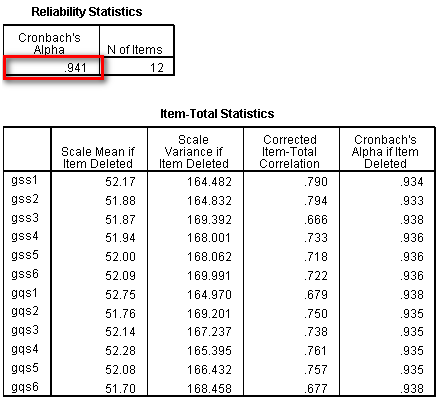 Reliability Statistics
Cronbach's
Alpha N of Items
.941 12
Item-Total Statistics
Scale Mean if
Item Deleted Scale
Variance if
Item Deleted Corrected
Item-Total
Correlation Cronbach's
Alpha if Item
Deleted
gss1 52.17 164.482 .790 .934
gss2 51.88 164.832 .794 .933
gss3 51.87 169.392 .666 .938
gss4 51.94 168.001 .733 .936
gss5 52.00 168.062 .718 .936
gss6 52.09 169.991 .722 .936
gqs1 52.75 164.970 .679 .938
gqs2 51.76 169.201 .750 .935
gqs3 52.14 167.237 .738 .935
gqs4 52.28 165.395 .761 .935
gqs5 52.08 166.432 .757 .935
gqs6 51.70 168.458 .677 .938